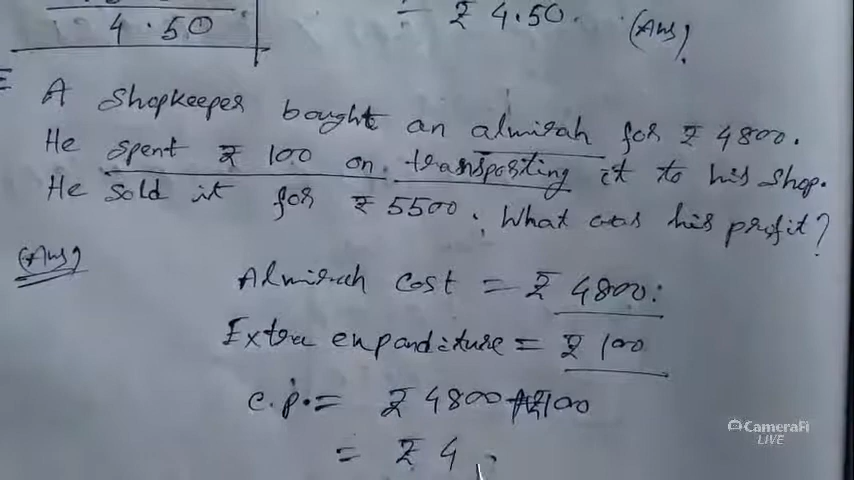 4.50
= ₹ 4.50. (Ans)
A Shopkeeper bought an almirah for ₹ 4800.
He spent ₹ 100 on transporting it to his shop.
He sold it for ₹ 5500. What was his profit?
(Ans)
Almirah cost = ₹ 4800.
Extra expanditure = ₹ 100
C.P. = ₹ 4800 + ₹ 100
= ₹ 4
CameraFi
LIVE